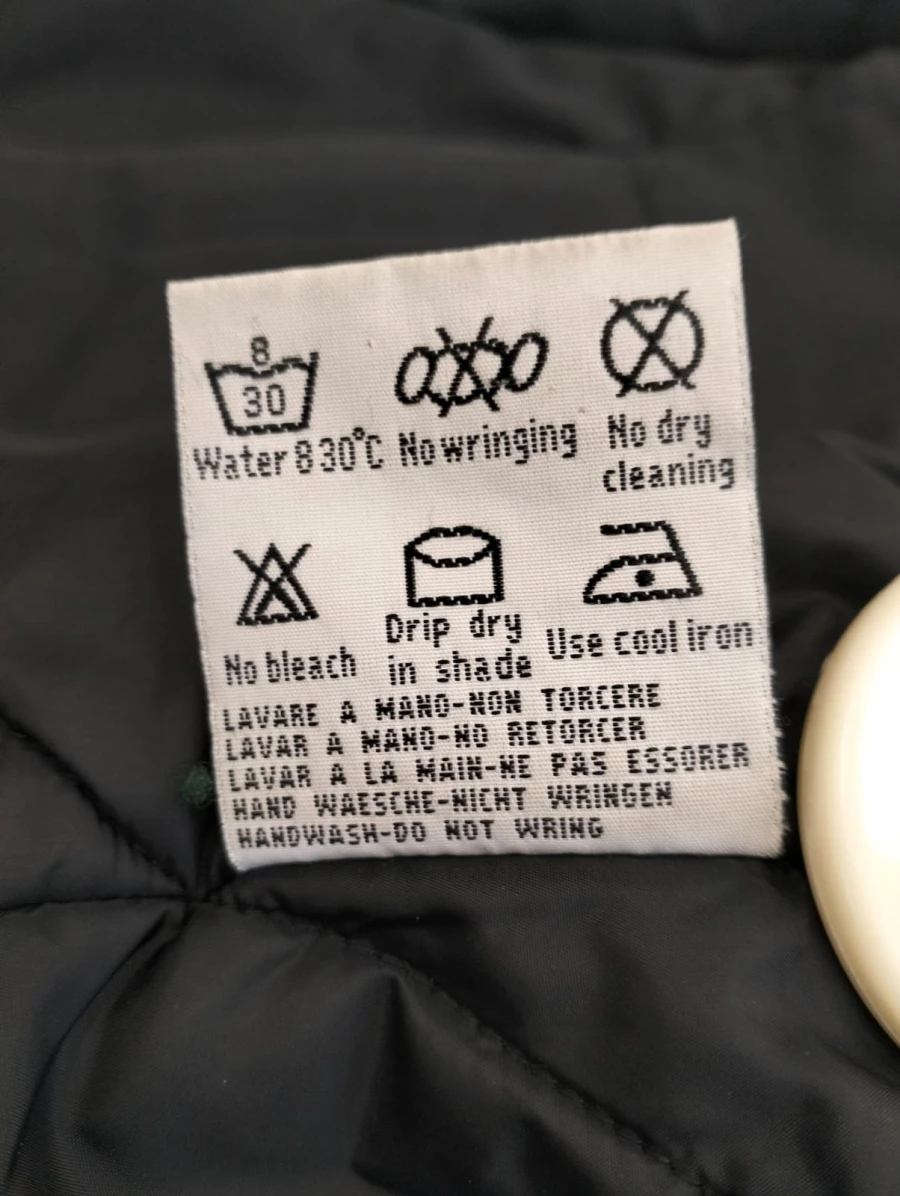 8
30
Water 8 30°C
No wringing
No dry
cleaning
No bleach
Drip dry
in shade
Use cool iron
LAVARE A MANO-NON TORCERE
LAVAR A MANO-NO RETORCER
LAVAR A LA MAIN-NE PAS ESSORER
HAND WAESCHE-NICHT WRINGEN
HANDWASH-DO NOT WRING